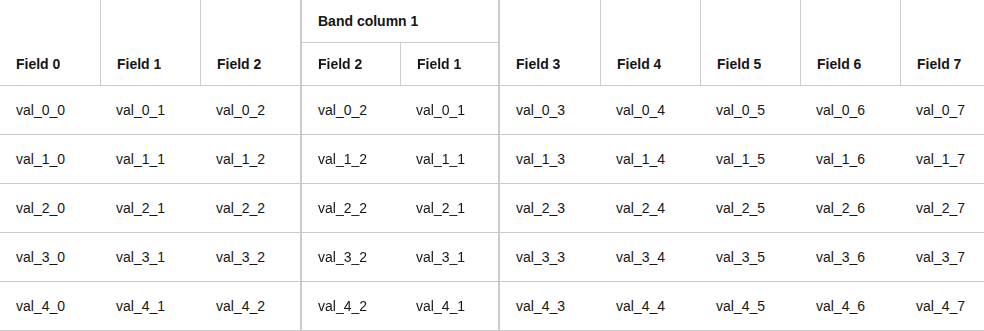 Band column 1
Field 0 Field 1 Field 2 Field 2 Field 1 Field 3 Field 4 Field 5 Field 6 Field 7
val_0_0 val_0_1 val_0_2 val_0_2 val_0_1 val_0_3 val_0_4 val_0_5 val_0_6 val_0_7
val_1_0 val_1_1 val_1_2 val_1_2 val_1_1 val_1_3 val_1_4 val_1_5 val_1_6 val_1_7
val_2_0 val_2_1 val_2_2 val_2_2 val_2_1 val_2_3 val_2_4 val_2_5 val_2_6 val_2_7
val_3_0 val_3_1 val_3_2 val_3_2 val_3_1 val_3_3 val_3_4 val_3_5 val_3_6 val_3_7
val_4_0 val_4_1 val_4_2 val_4_2 val_4_1 val_4_3 val_4_4 val_4_5 val_4_6 val_4_7